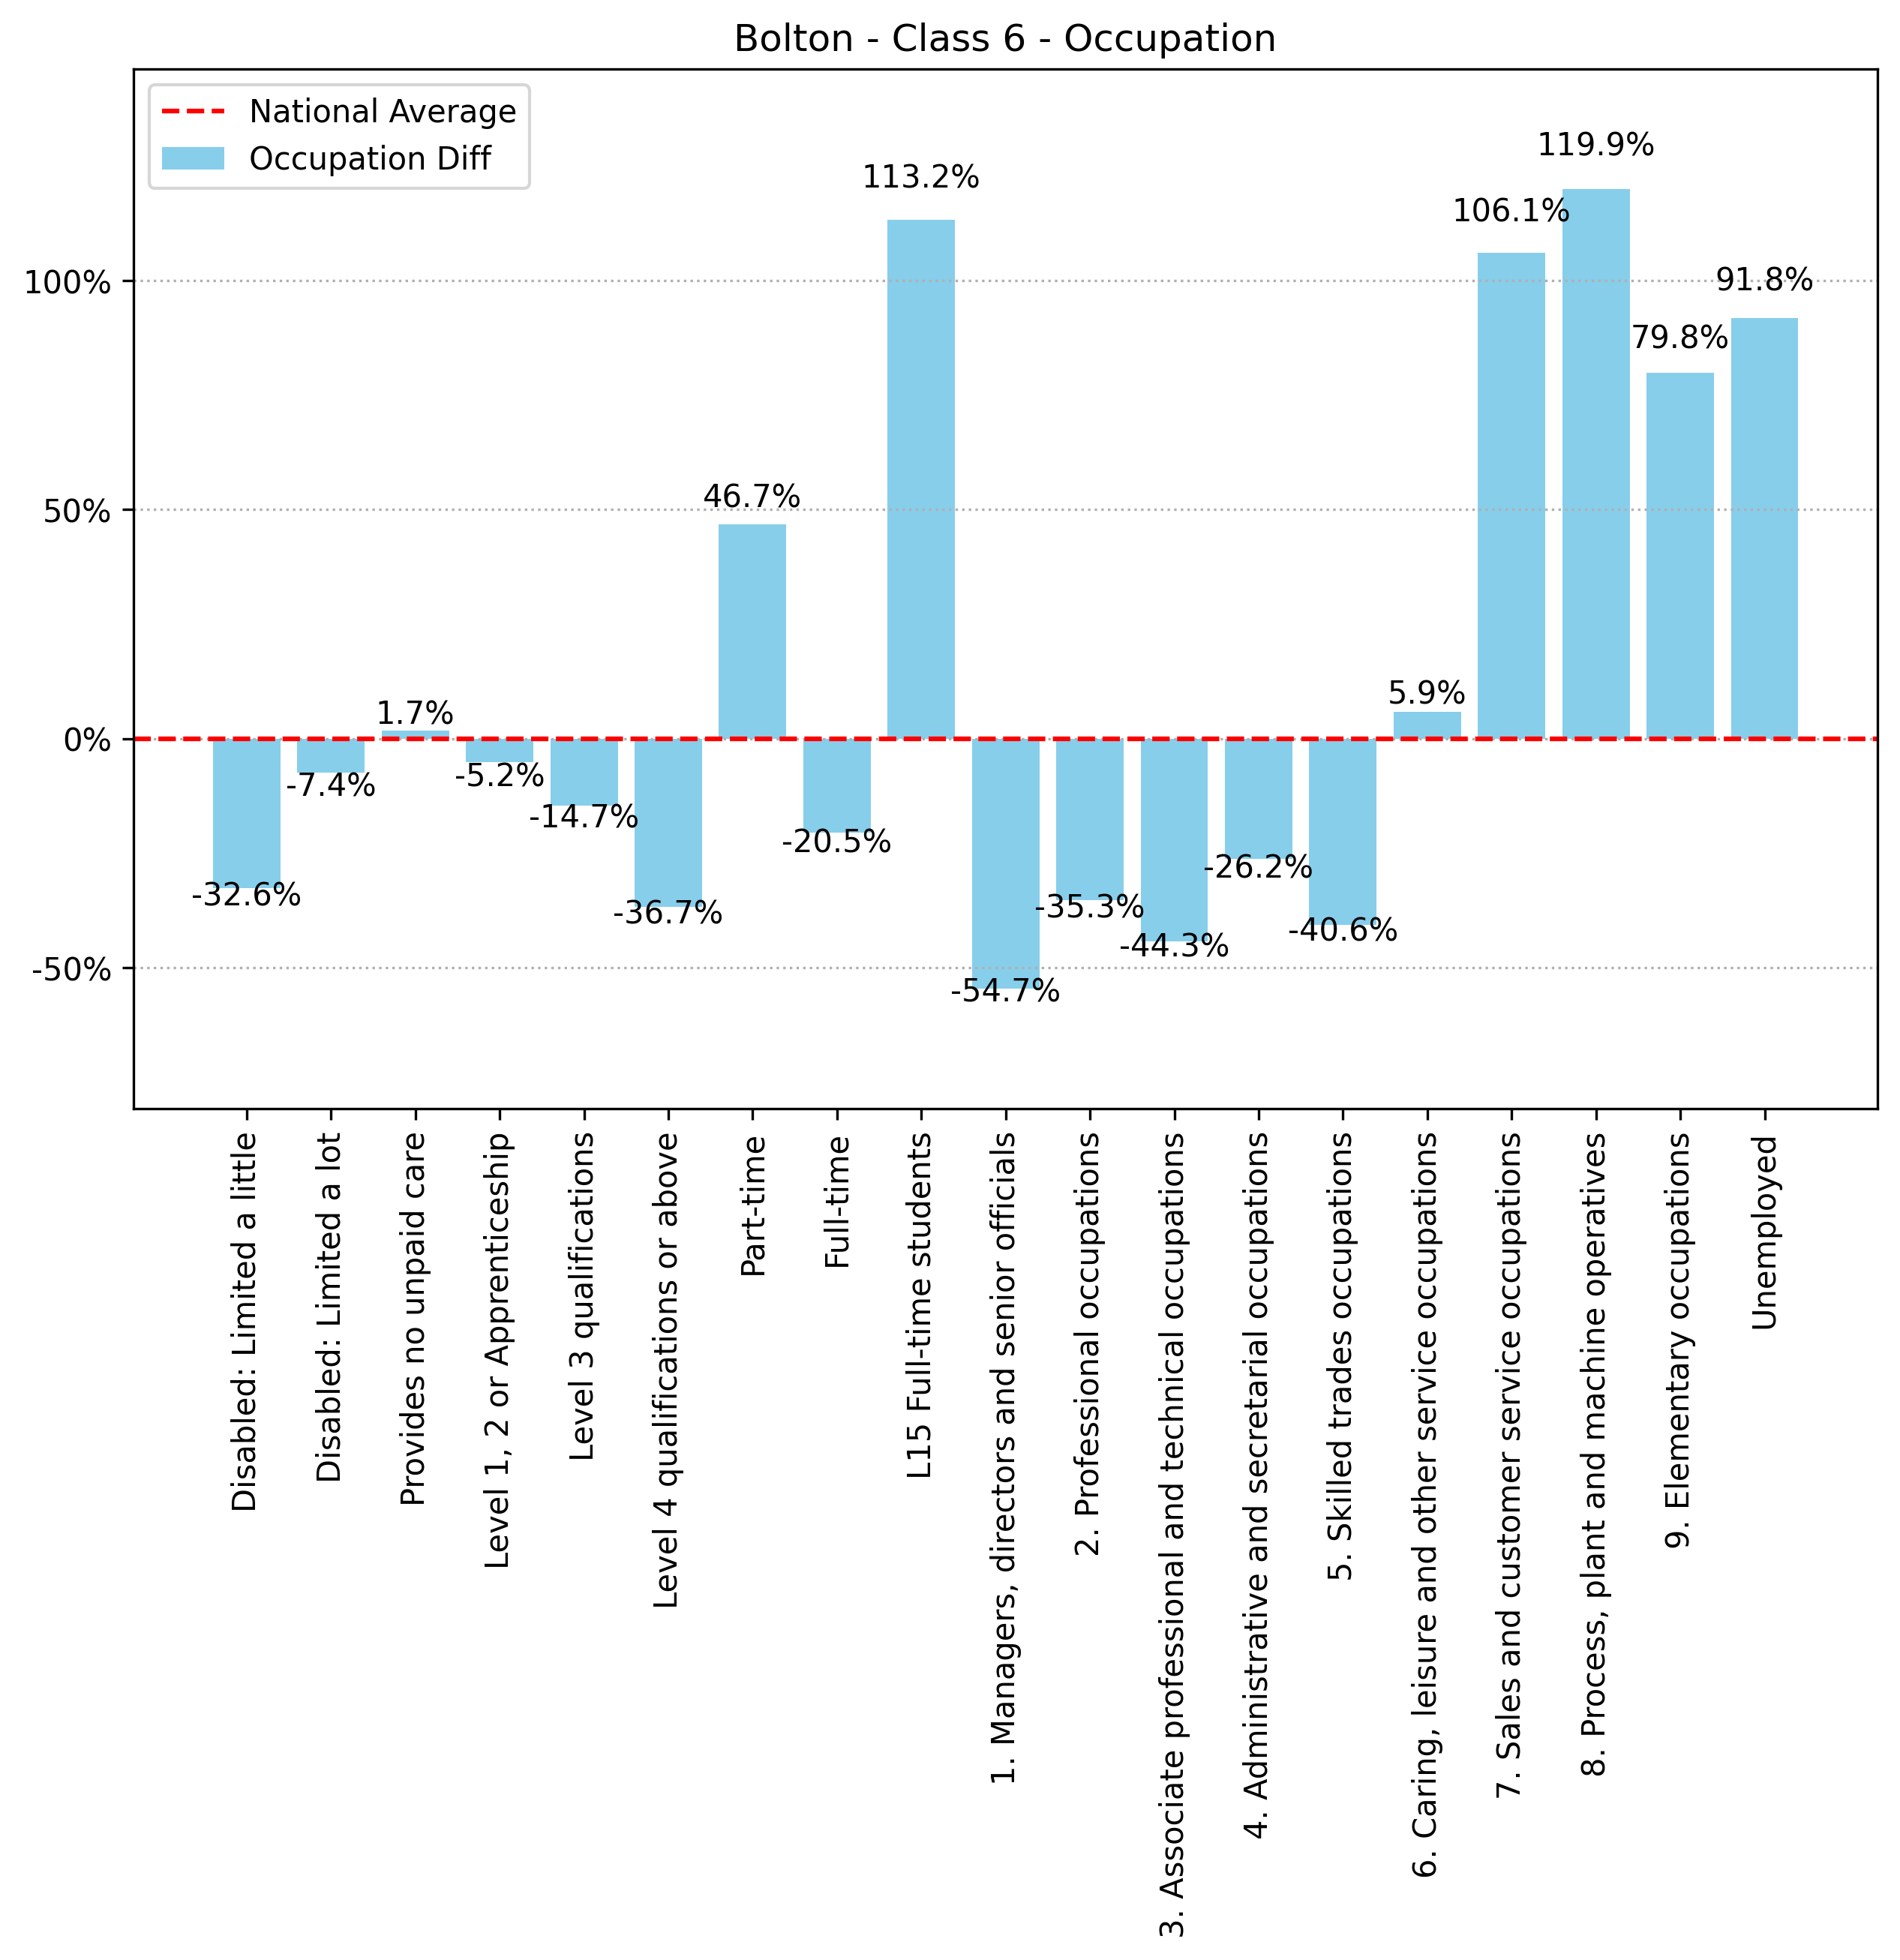 Bolton - Class 6 - Occupation
National Average
Occupation Diff
100%
50%
0%
-50%
-32.6%
-7.4%
1.7%
-5.2%
-14.7%
-36.7%
46.7%
-20.5%
113.2%
-54.7%
-35.3%
-44.3%
-26.2%
-40.6%
5.9%
106.1%
119.9%
79.8%
91.8%
Disabled: Limited a little
Disabled: Limited a lot
Provides no unpaid care
Level 1, 2 or Apprenticeship
Level 3 qualifications
Level 4 qualifications or above
Part-time
Full-time
L15 Full-time students
1. Managers, directors and senior officials
2. Professional occupations
3. Associate professional and technical occupations
4. Administrative and secretarial occupations
5. Skilled trades occupations
6. Caring, leisure and other service occupations
7. Sales and customer service occupations
8. Process, plant and machine operatives
9. Elementary occupations
Unemployed